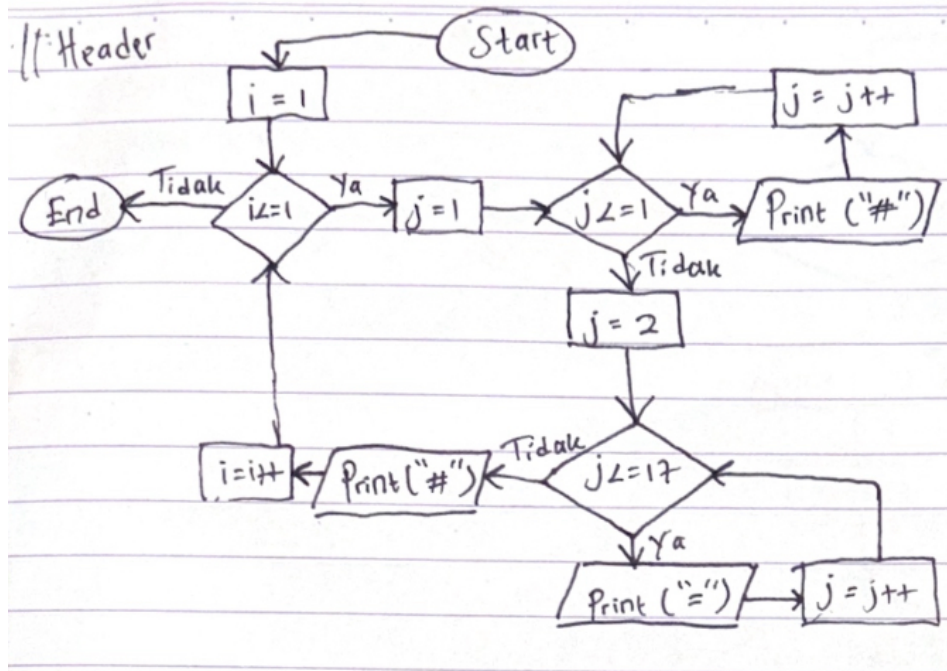 // Header
Start
i = 1
j = j++
End
Tidak
i<=1
Ya
j=1
j<=1
Ya
Print ("#")
Tidak
j = 2
i=i++
Print("#")
Tidak
j<=17
Ya
Print ("=")
j = j++